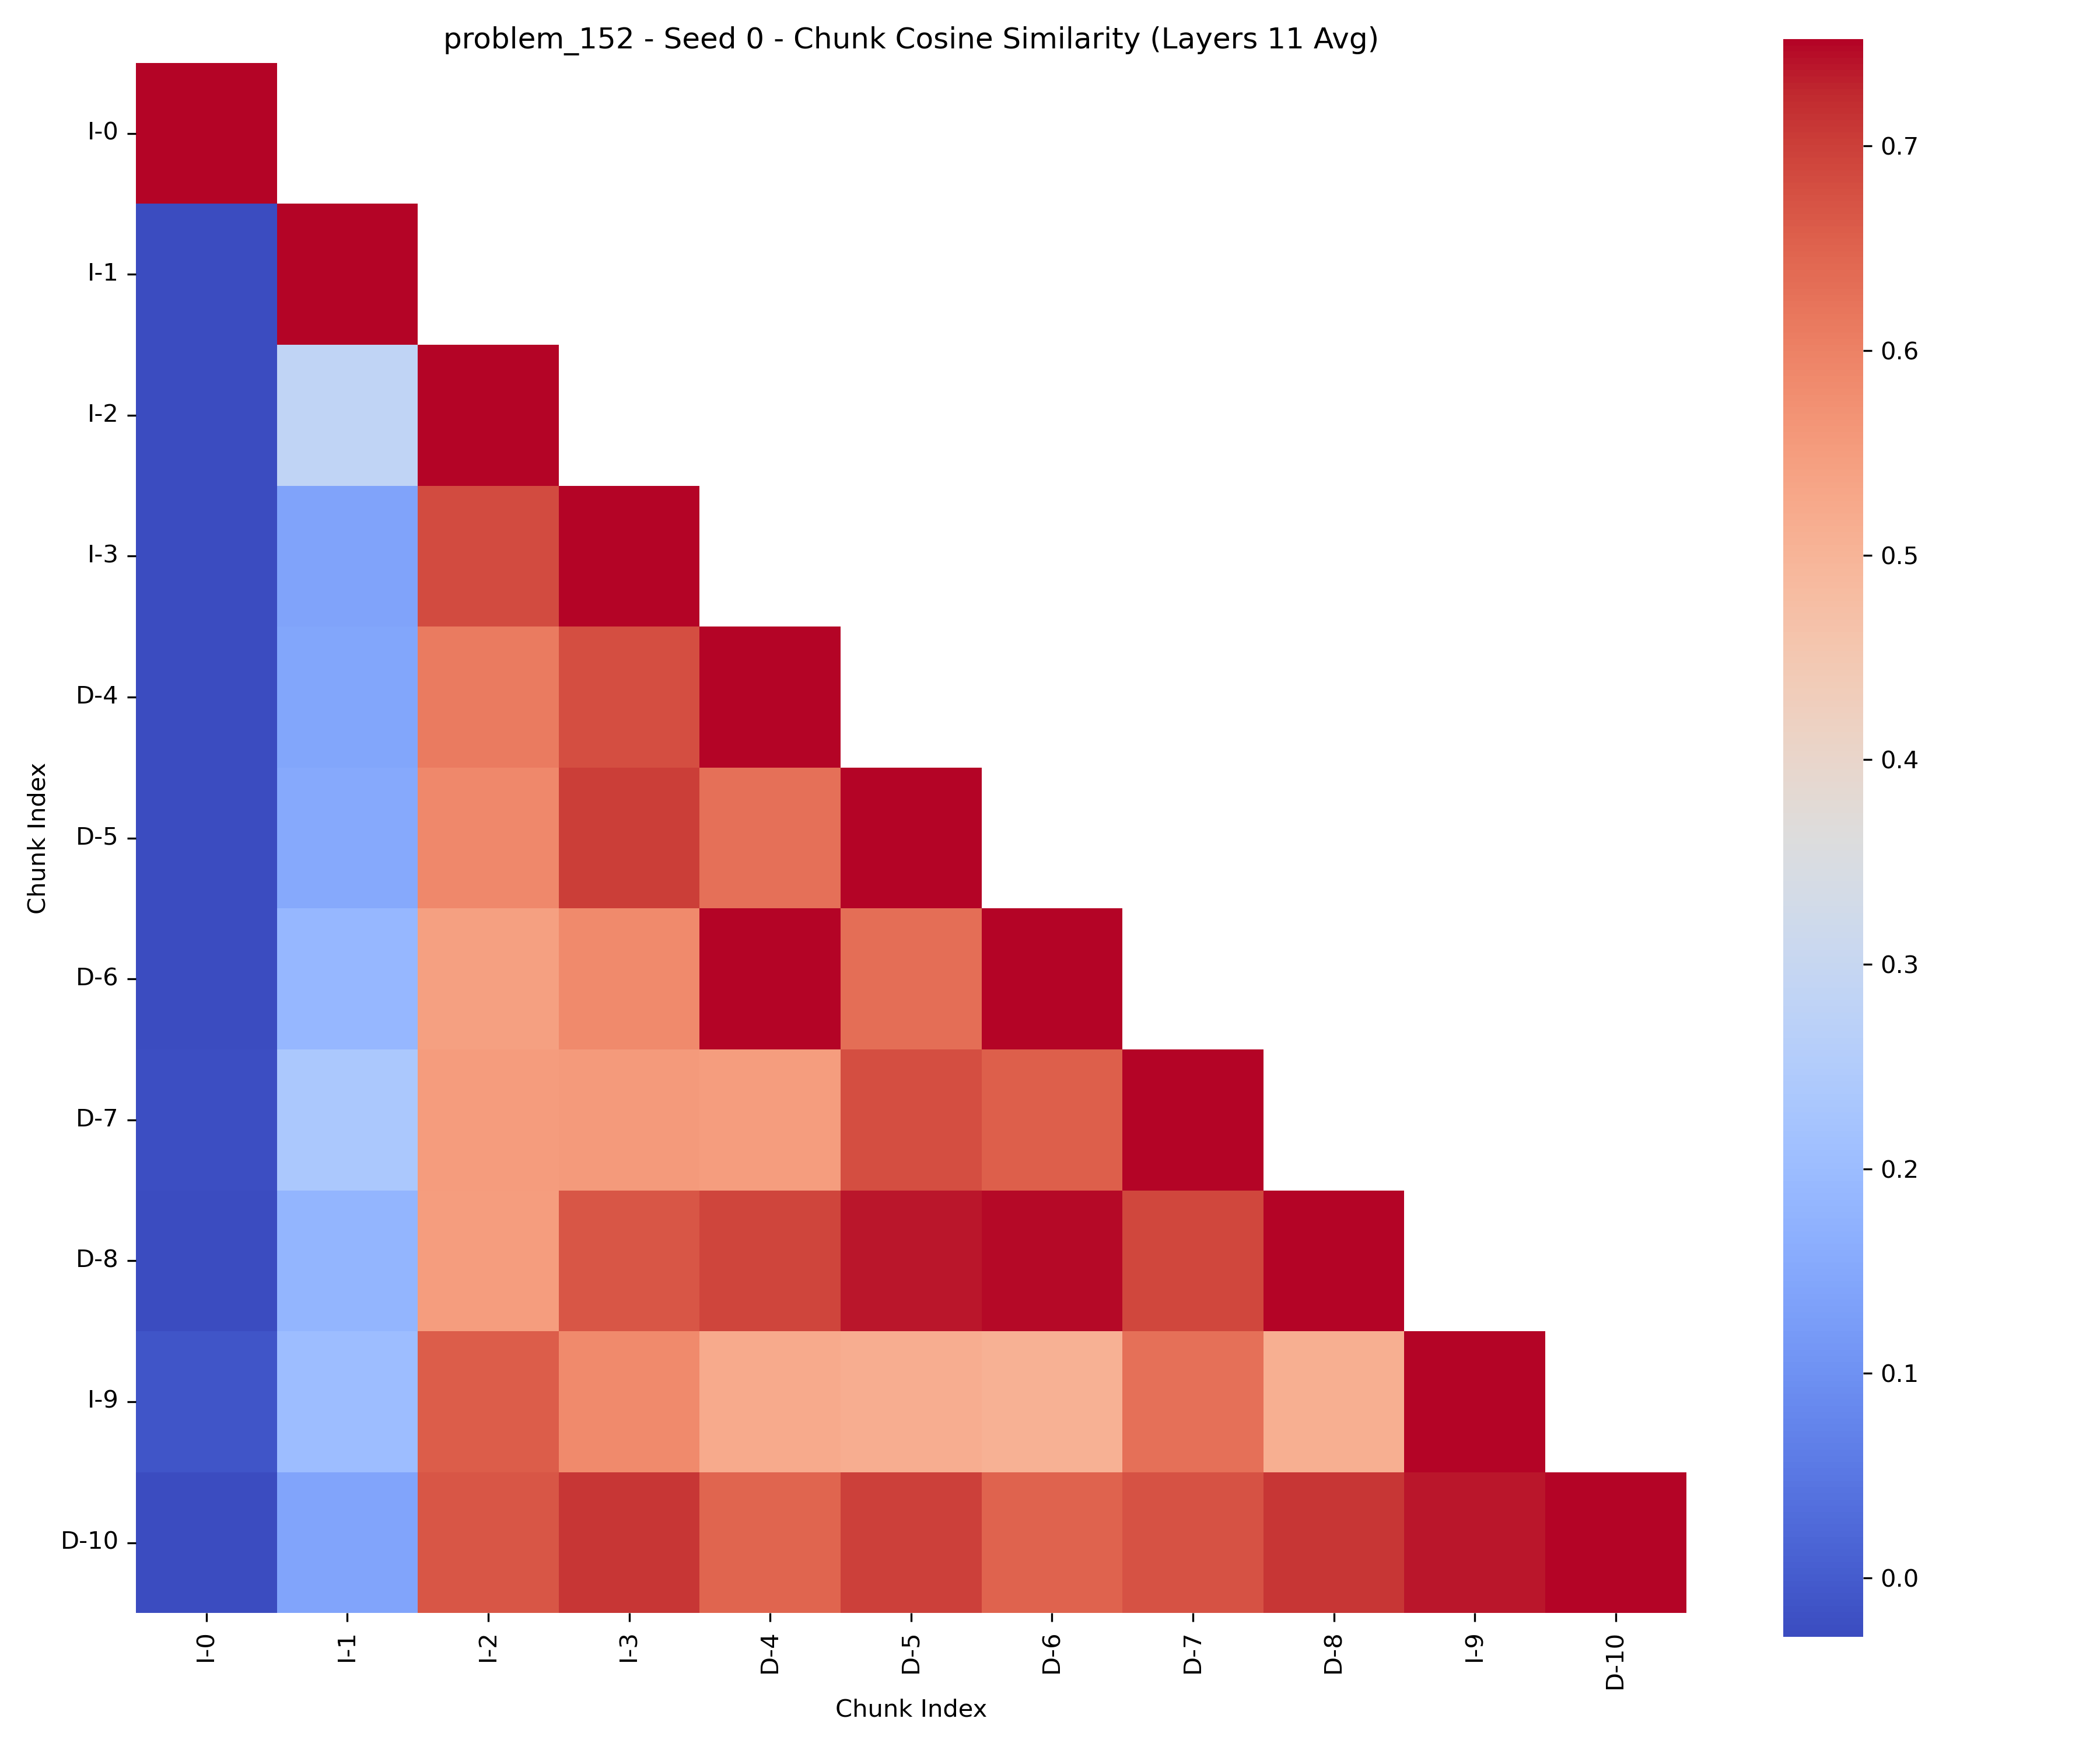 problem_152 - Seed 0 - Chunk Cosine Similarity (Layers 11 Avg)
Chunk Index
I-0
I-1
I-2
I-3
D-4
D-5
D-6
D-7
D-8
I-9
D-10
I-0
I-1
I-2
I-3
D-4
D-5
D-6
D-7
D-8
I-9
D-10
Chunk Index
0.7
0.6
0.5
0.4
0.3
0.2
0.1
0.0